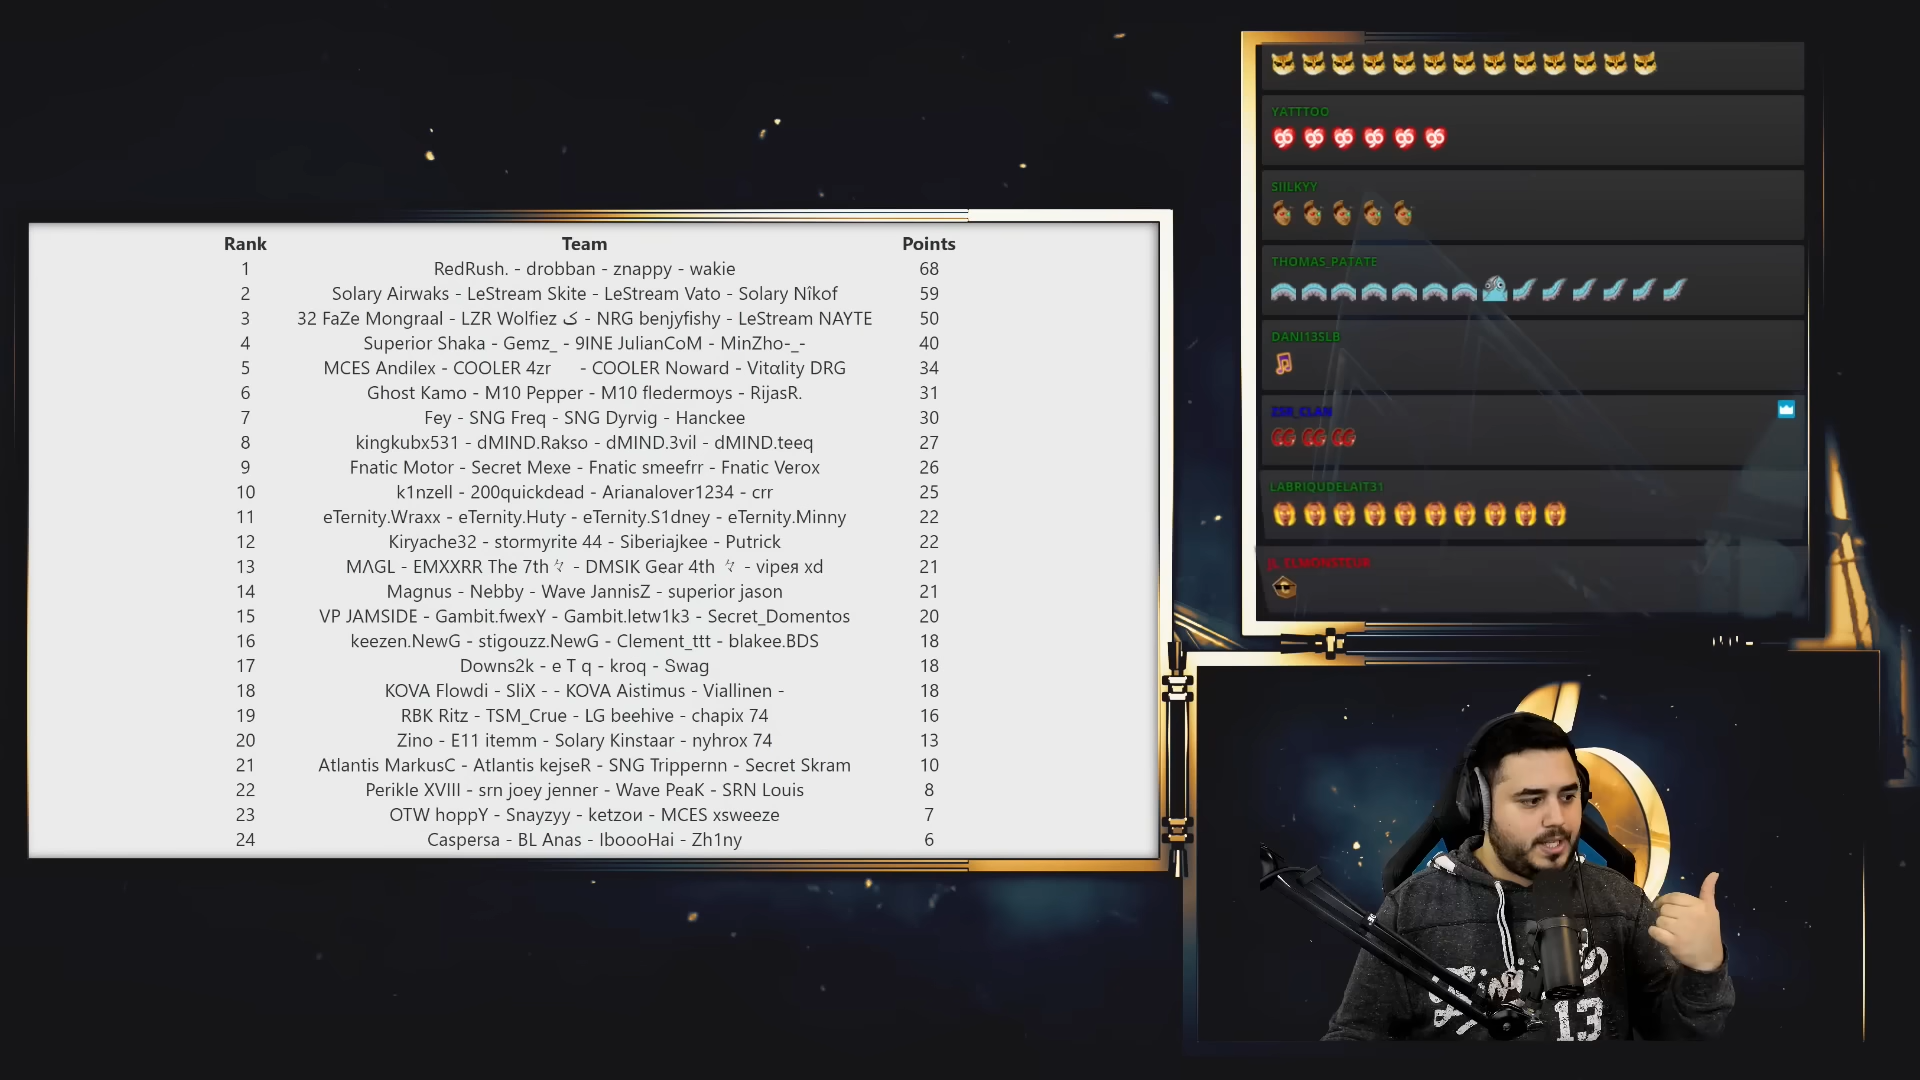 Rank Team Points
1 RedRush. - drobban - znappy - wakie 68
2 Solary Airwaks - LeStream Skite - LeStream Vato - Solary Nîkof 59
3 32 FaZe Mongraal - LZR Wolfiez ک - NRG benjyfishy - LeStream NAYTE 50
4 Superior Shaka - Gemz_ - 9INE JulianCoM - MinZho-_- 40
5 MCES Andilex - COOLER 4zr - COOLER Noward - Vitαlity DRG 34
6 Ghost Kamo - M10 Pepper - M10 fledermoys - RijasR. 31
7 Fey - SNG Freq - SNG Dyrvig - Hanckee 30
8 kingkubx531 - dMIND.Rakso - dMIND.3vil - dMIND.teeq 27
9 Fnatic Motor - Secret Mexe - Fnatic smeefrr - Fnatic Verox 26
10 k1nzell - 200quickdead - Arianalover1234 - crr 25
11 eTernity.Wraxx - eTernity.Huty - eTernity.S1dney - eTernity.Minny 22
12 Kiryache32 - stormyrite 44 - Siberiajkee - Putrick 22
13 MΛGL - EMXXRR The 7th ㄘ - DMSIK Gear 4th ㄘ - vipeя xd 21
14 Magnus - Nebby - Wave JannisZ - superior jason 21
15 VP JAMSIDE - Gambit.fwexY - Gambit.letw1k3 - Secret_Domentos 20
16 keezen.NewG - stigouzz.NewG - Clement_ttt - blakee.BDS 18
17 Downs2k - e T q - kroq - Swag 18
18 KOVA Flowdi - SliX - - KOVA Aistimus - Viallinen - 18
19 RBK Ritz - TSM_Crue - LG beehive - chapix 74 16
20 Zino - E11 itemm - Solary Kinstaar - nyhrox 74 13
21 Atlantis MarkusC - Atlantis kejseR - SNG Trippernn - Secret Skram 10
22 Perikle XVIII - srn joey jenner - Wave PeaK - SRN Louis 8
23 OTW hoppY - Snayzyy - ketzoи - MCES xsweeze 7
24 Caspersa - BL Anas - IboooHai - Zh1ny 6
YATTTOO
SIILKYY
THOMAS_PATATE
DANI13SLB
ZSR_CLAN
LABRIQUDELAIT31
JL_ELMONSTEUR
13